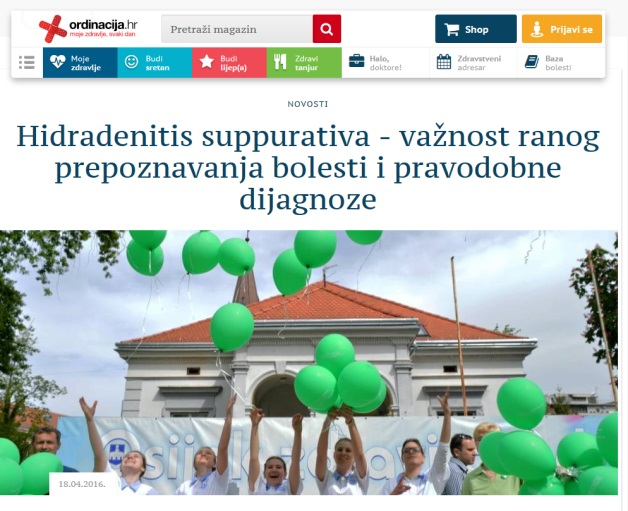 ordinacija.hr
moje zdravlje, svaki dan
Pretraži magazin
Shop
Prijavi se
Moje
zdravlje
Budi
sretan
Budi
lijep(a)
Zdravi
tanjur
Halo,
doktore!
Zdravstveni
adresar
Baza
bolesti
NOVOSTI
Hidradenitis suppurativa - važnost ranog
prepoznavanja bolesti i pravodobne
dijagnoze
18.04.2016.